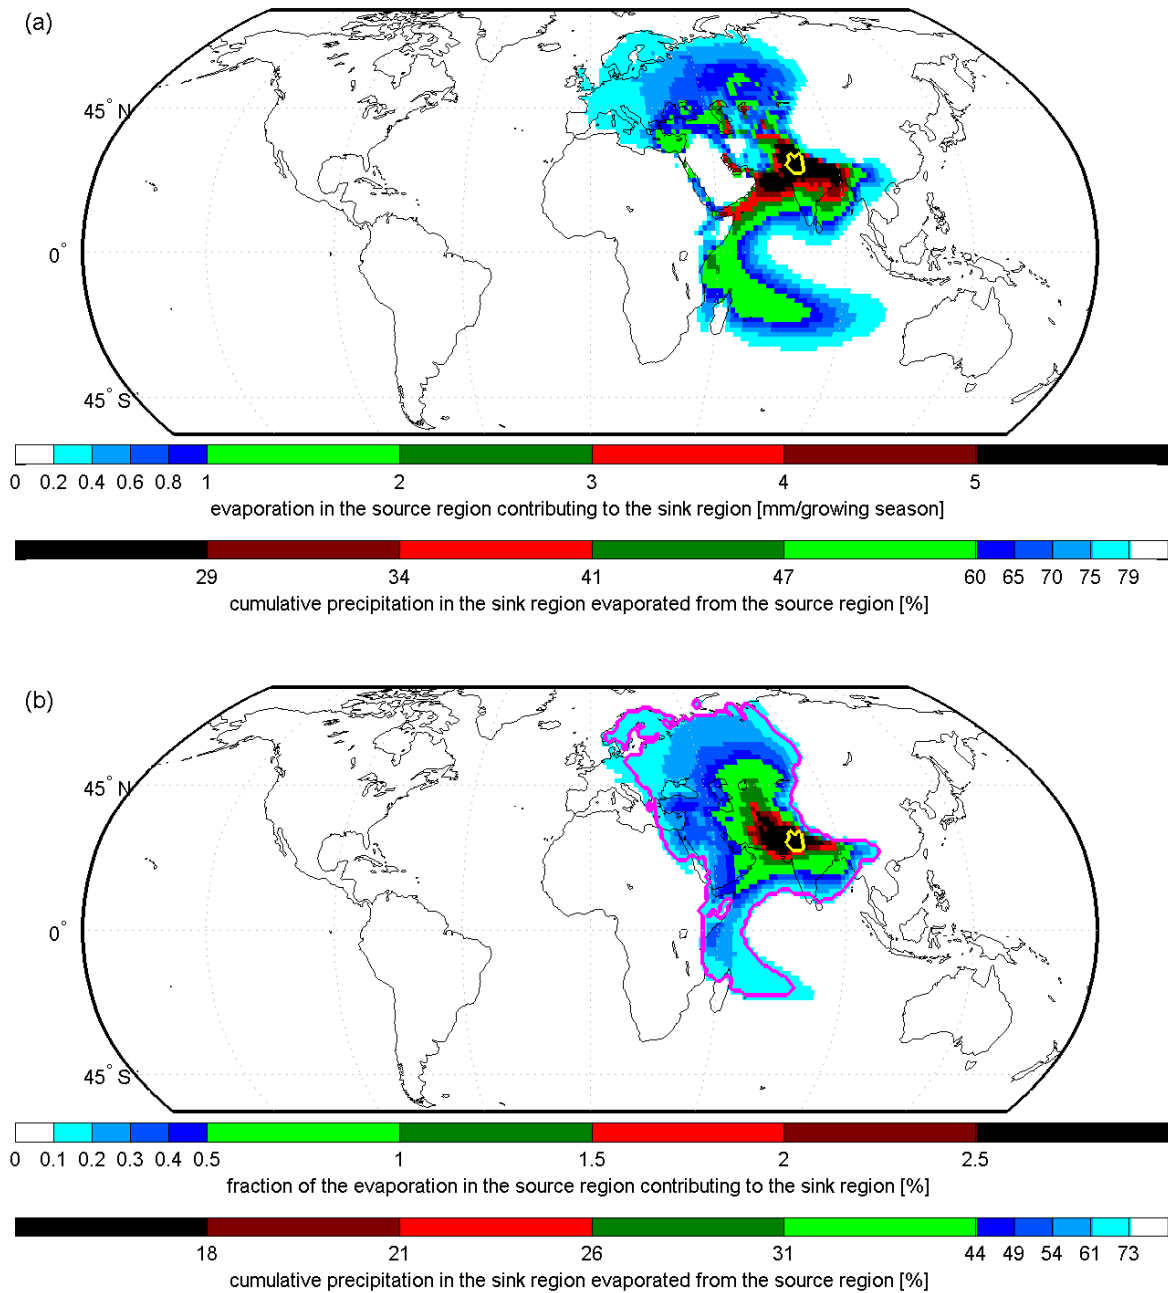 (a)
45° N
0°
45° S
0 0.2 0.4 0.6 0.8 1 2 3 4 5
evaporation in the source region contributing to the sink region [mm/growing season]
29 34 41 47 60 65 70 75 79
cumulative precipitation in the sink region evaporated from the source region [%]
(b)
45° N
0°
45° S
0 0.1 0.2 0.3 0.4 0.5 1 1.5 2 2.5
fraction of the evaporation in the source region contributing to the sink region [%]
18 21 26 31 44 49 54 61 73
cumulative precipitation in the sink region evaporated from the source region [%]